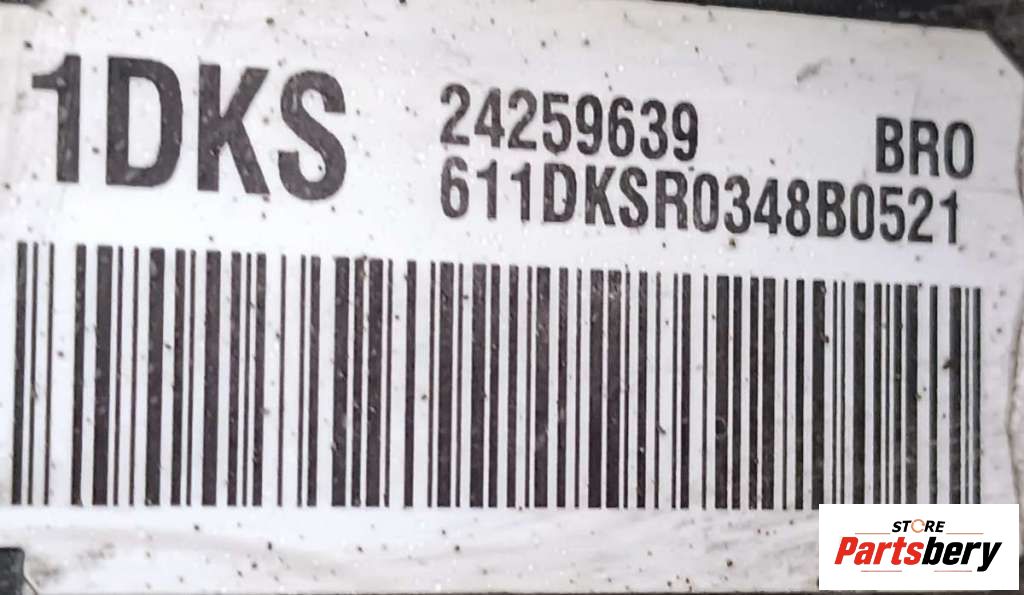 1DKS 24259639 BRO
611DKSR0348B0521
STORE
Partsbery